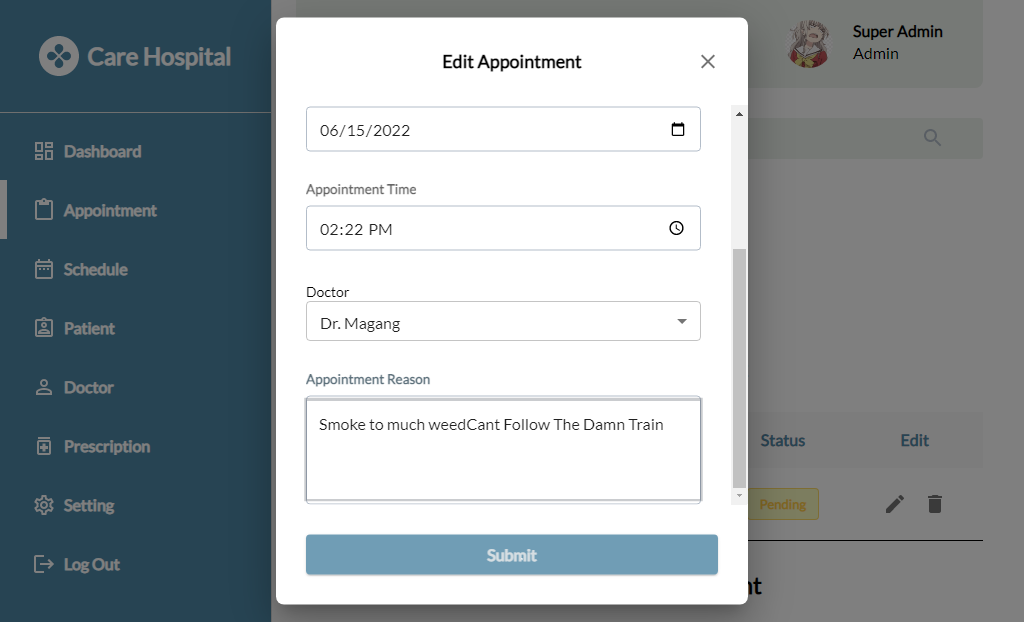 Care Hospital
Dashboard
Appointment
Schedule
Patient
Doctor
Prescription
Setting
Log Out
Edit Appointment
06/15/2022
Appointment Time
02:22 PM
Doctor
Dr. Magang
Appointment Reason
Smoke to much weedCant Follow The Damn Train
Submit
Super Admin
Admin
Status Edit
Pending